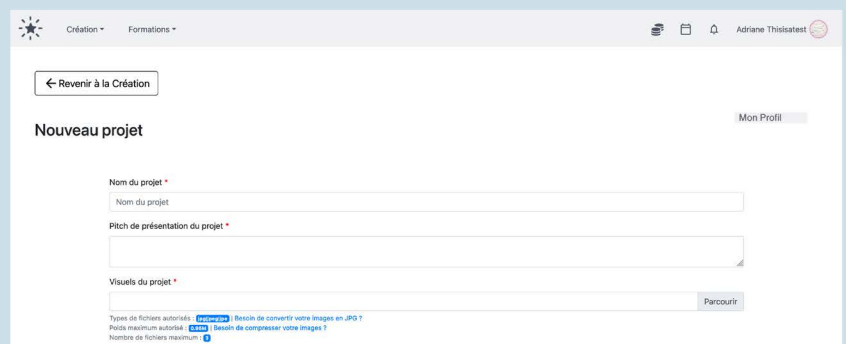 Création
Formations
Adriane Thisisatest
← Revenir à la Création
Mon Profil
Nouveau projet
Nom du projet *
Nom du projet
Pitch de présentation du projet *
Visuels du projet *
Parcourir
Types de fichiers autorisés : | Besoin de convertir votre images en JPG ?
Poids maximum autorisé : | Besoin de compresser votre images ?
Nombre de fichiers maximum :